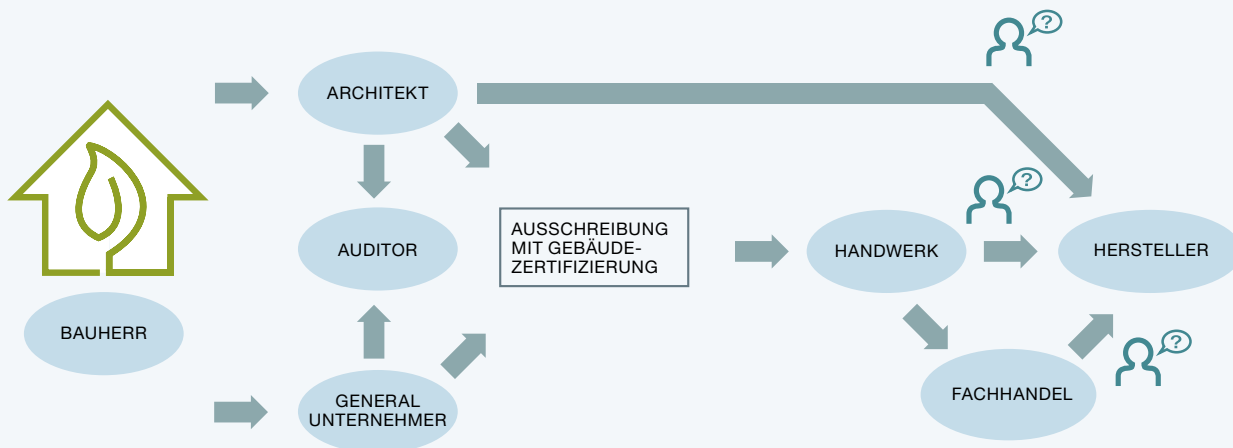 ?
ARCHITEKT
?
AUSSCHREIBUNG
MIT GEBÄUDE-
ZERTIFIZIERUNG
AUDITOR
HANDWERK
HERSTELLER
BAUHERR
?
FACHHANDEL
GENERAL
UNTERNEHMER